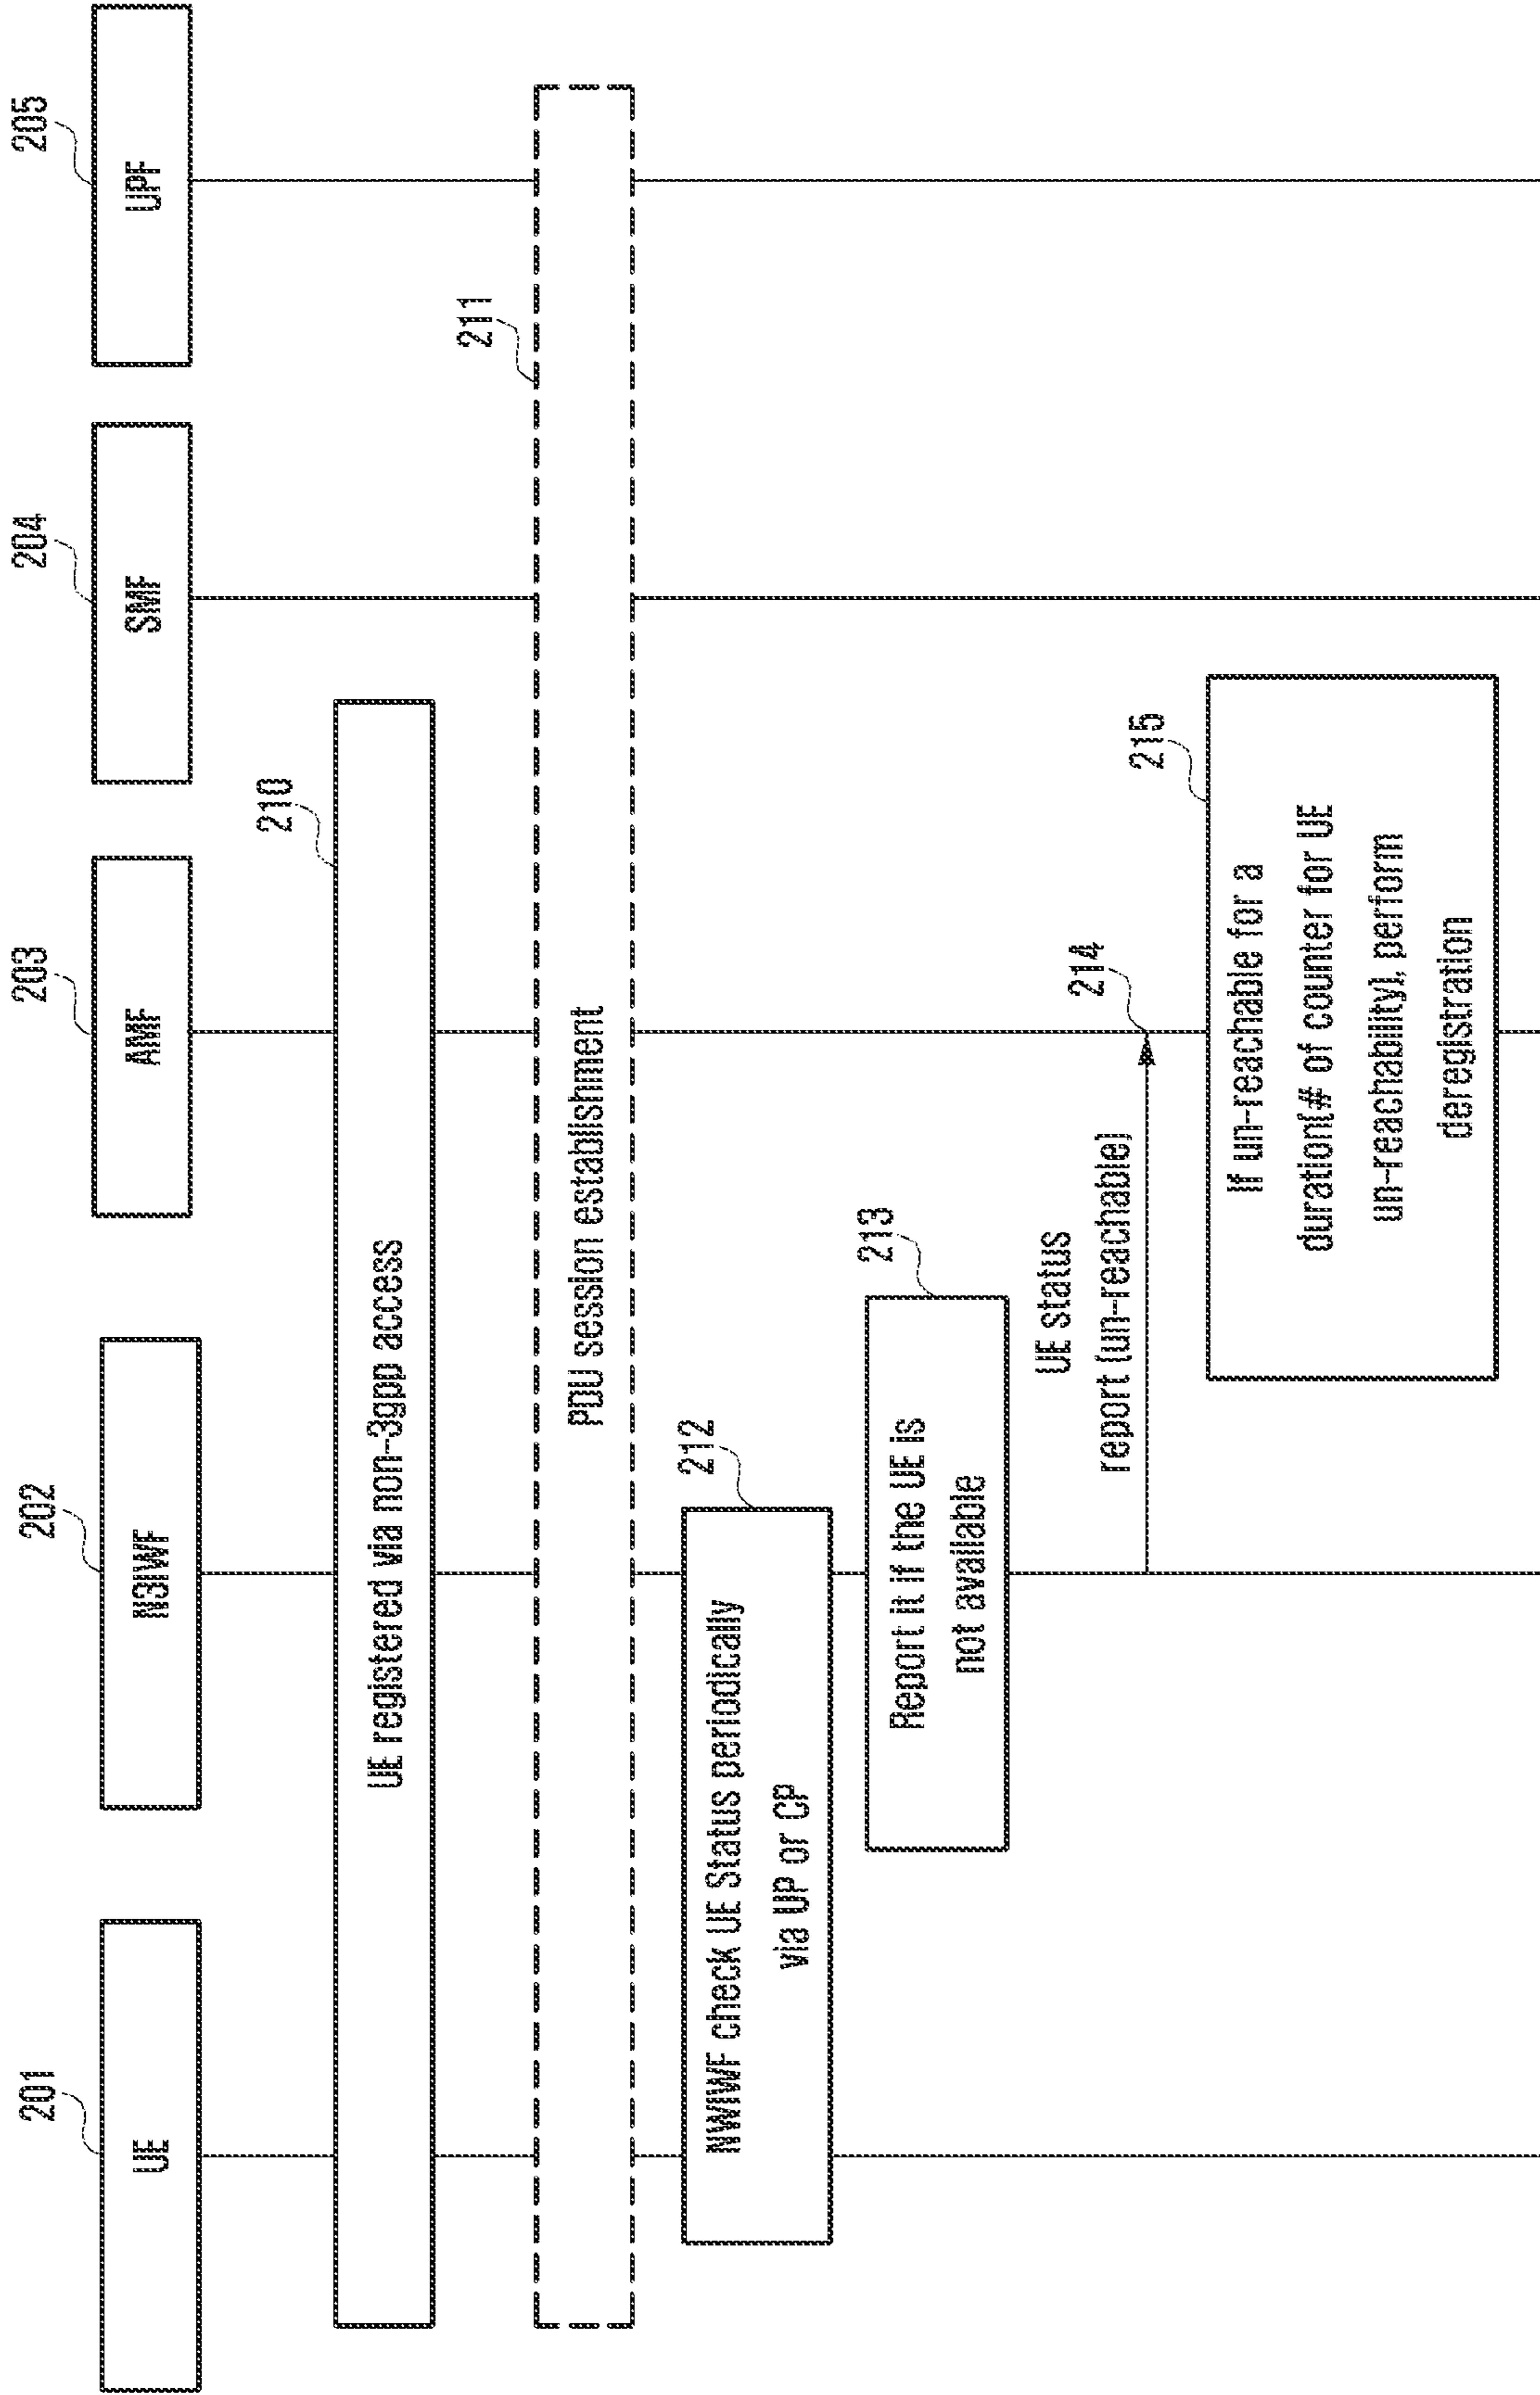 201
202
203
204
205
UE
N3IWF
AMF
SMF
UPF
210
UE registered via non-3gpp access
211
PDU session establishment
212
NWIWF check UE Status periodically
via UP or CP
213
Report it if the UE is
not available
UE status
report (un-reachable)
214
215
If un-reachable for a
duration(# of counter for UE
un-reachability), perform
deregistration